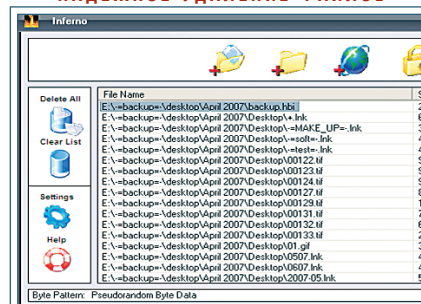 НАДЕЖНОЕ УДАЛЕНИЕ ФАЙЛОВ
Inferno
Delete All
Clear List
Settings
Help
File Name
E:\-=backup=-\desktop\April 2007\backup.hbi
E:\-=backup=-\desktop\April 2007\Desktop\+.lnk
E:\-=backup=-\desktop\April 2007\Desktop\-=MAKE_UP=-.lnk
E:\-=backup=-\desktop\April 2007\Desktop\-=soft=-.lnk
E:\-=backup=-\desktop\April 2007\Desktop\-=test=-.lnk
E:\-=backup=-\desktop\April 2007\Desktop\00122.tif
E:\-=backup=-\desktop\April 2007\Desktop\00123.tif
E:\-=backup=-\desktop\April 2007\Desktop\00124.tif
E:\-=backup=-\desktop\April 2007\Desktop\00127.tif
E:\-=backup=-\desktop\April 2007\Desktop\00129.tif
E:\-=backup=-\desktop\April 2007\Desktop\00131.tif
E:\-=backup=-\desktop\April 2007\Desktop\00132.tif
E:\-=backup=-\desktop\April 2007\Desktop\00133.tif
E:\-=backup=-\desktop\April 2007\Desktop\01.gif
E:\-=backup=-\desktop\April 2007\Desktop\0507.lnk
E:\-=backup=-\desktop\April 2007\Desktop\0607.lnk
E:\-=backup=-\desktop\April 2007\Desktop\2007-05.lnk
Byte Pattern: Pseudorandom Byte Data